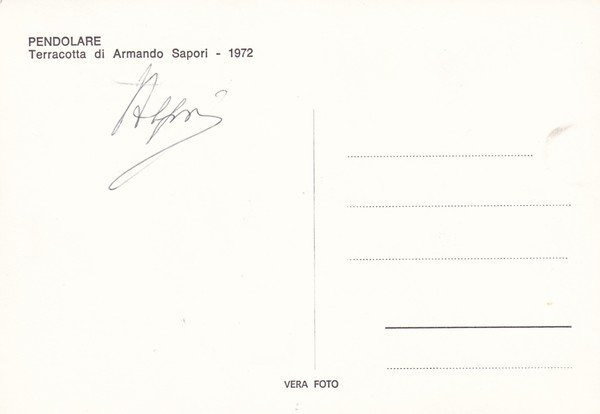 PENDOLARE
Terracotta di Armando Sapori - 1972
VERA FOTO